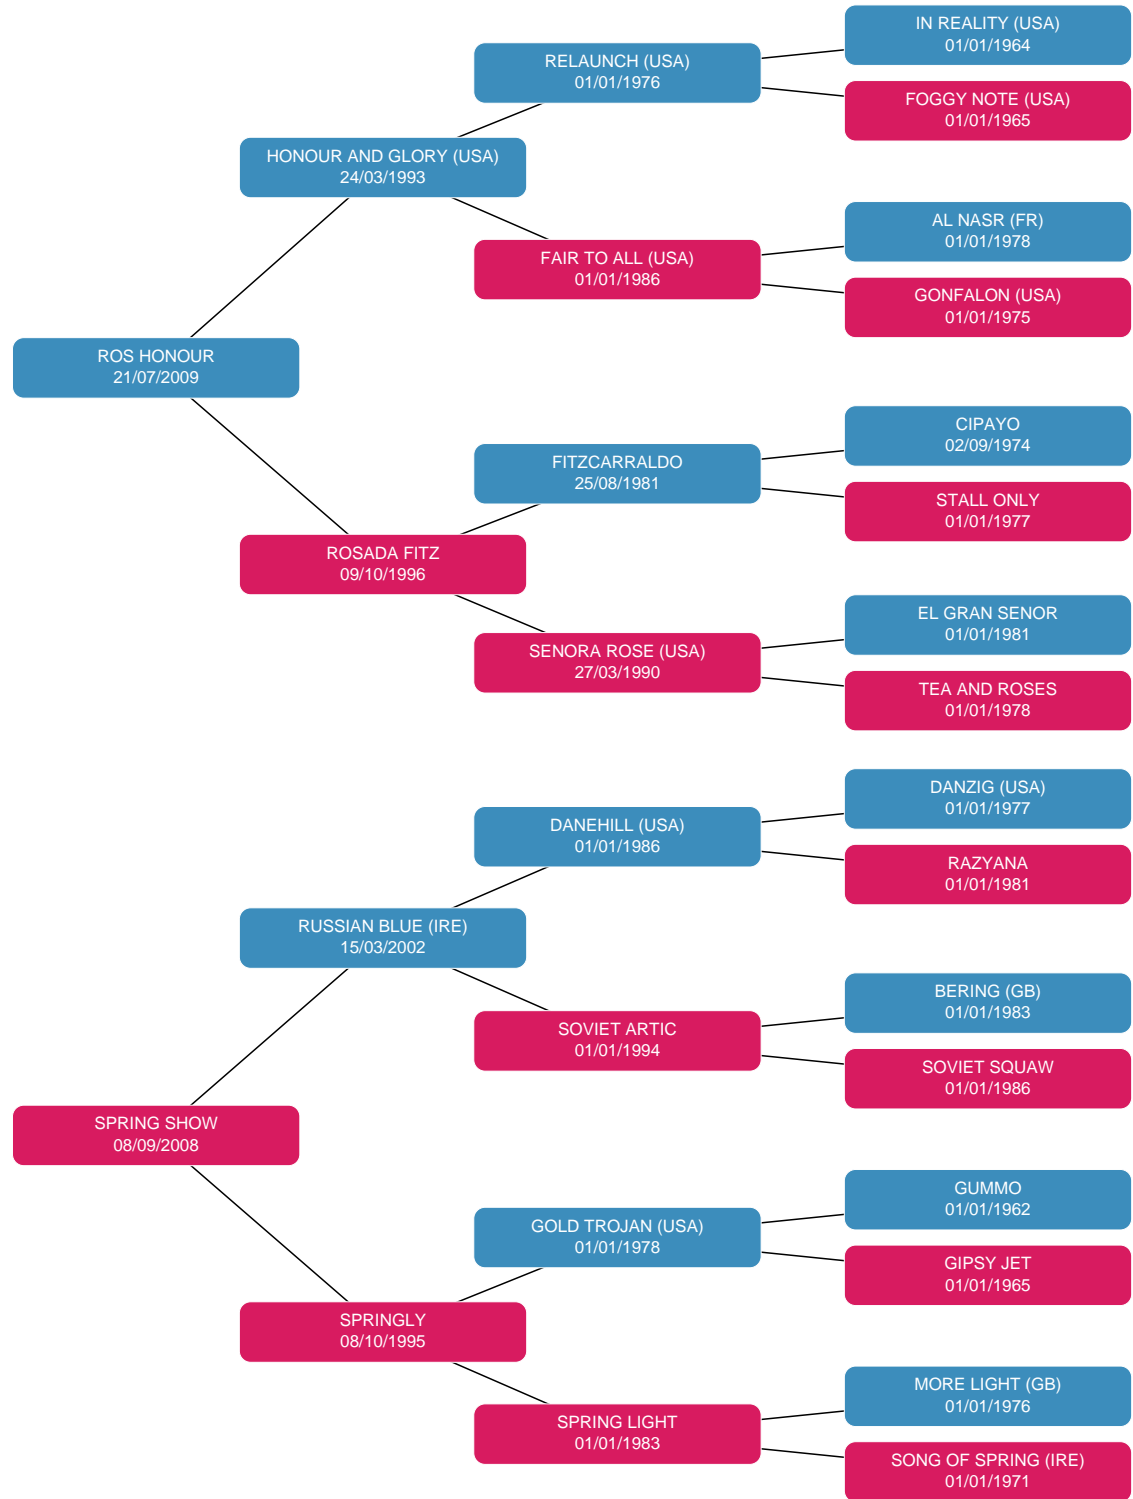 IN REALITY (USA)
01/01/1964
RELAUNCH (USA)
01/01/1976
FOGGY NOTE (USA)
01/01/1965
HONOUR AND GLORY (USA)
24/03/1993
AL NASR (FR)
01/01/1978
FAIR TO ALL (USA)
01/01/1986
GONFALON (USA)
01/01/1975
ROS HONOUR
21/07/2009
CIPAYO
02/09/1974
FITZCARRALDO
25/08/1981
STALL ONLY
01/01/1977
ROSADA FITZ
09/10/1996
EL GRAN SENOR
01/01/1981
SENORA ROSE (USA)
27/03/1990
TEA AND ROSES
01/01/1978
DANZIG (USA)
01/01/1977
DANEHILL (USA)
01/01/1986
RAZYANA
01/01/1981
RUSSIAN BLUE (IRE)
15/03/2002
BERING (GB)
01/01/1983
SOVIET ARTIC
01/01/1994
SOVIET SQUAW
01/01/1986
SPRING SHOW
08/09/2008
GUMMO
01/01/1962
GOLD TROJAN (USA)
01/01/1978
GIPSY JET
01/01/1965
SPRINGLY
08/10/1995
MORE LIGHT (GB)
01/01/1976
SPRING LIGHT
01/01/1983
SONG OF SPRING (IRE)
01/01/1971